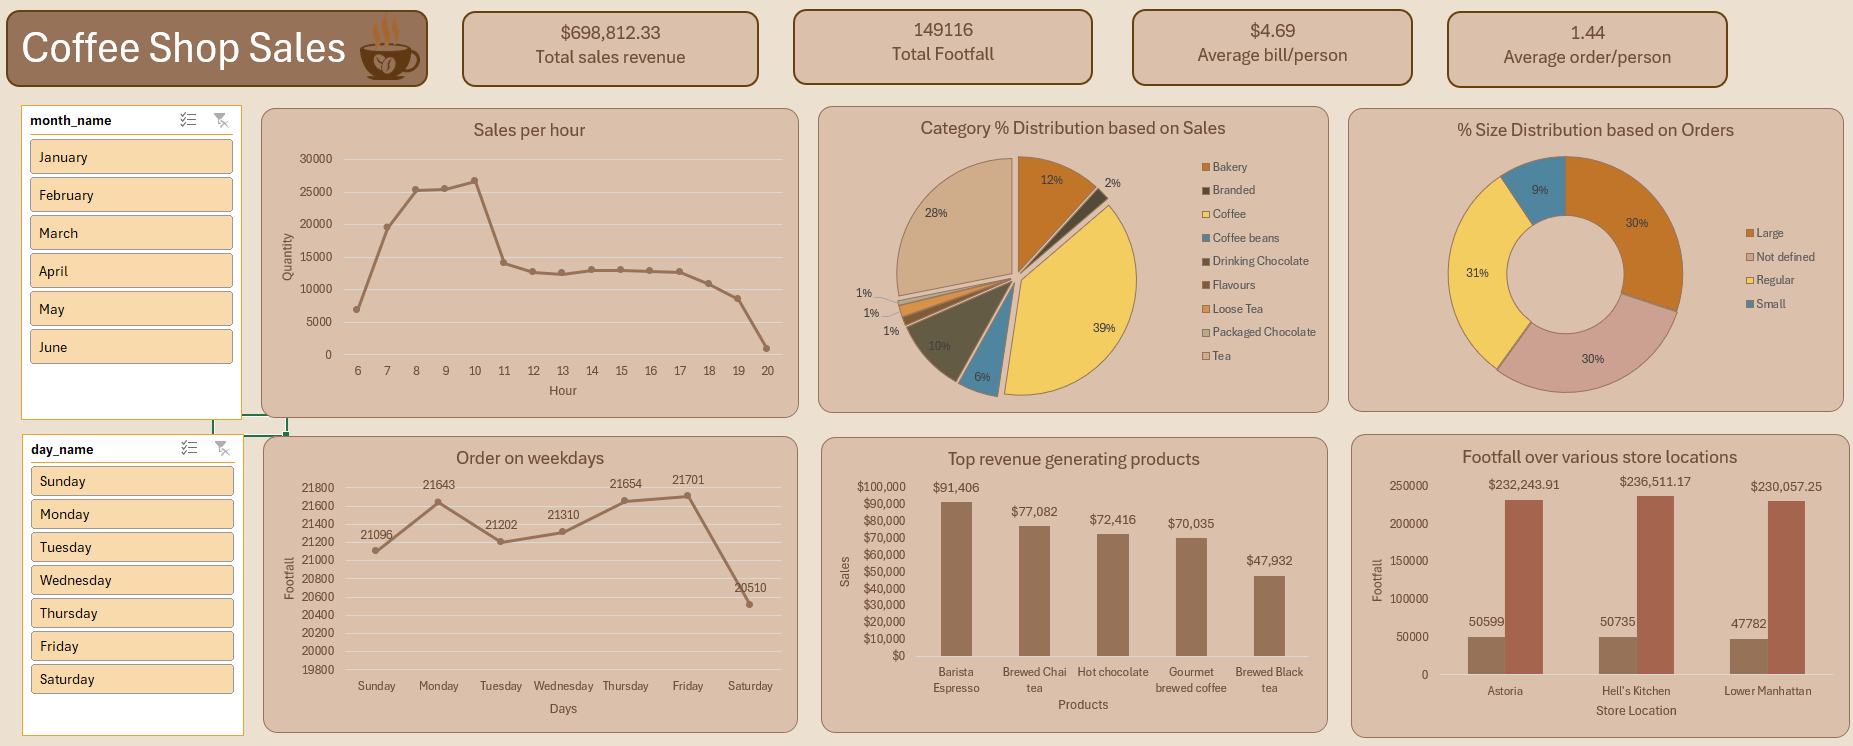 Coffee Shop Sales
$698,812.33
Total sales revenue
149116
Total Footfall
$4.69
Average bill/person
1.44
Average order/person
month_name
January
February
March
April
May
June
Sales per hour
30000
25000
20000
15000
10000
5000
0
Quantity
6 7 8 9 10 11 12 13 14 15 16 17 18 19 20
Hour
Category % Distribution based on Sales
12%
2%
28%
39%
1%
1%
1%
10%
6%
Bakery
Branded
Coffee
Coffee beans
Drinking Chocolate
Flavours
Loose Tea
Packaged Chocolate
Tea
% Size Distribution based on Orders
9%
30%
31%
30%
Large
Not defined
Regular
Small
day_name
Sunday
Monday
Tuesday
Wednesday
Thursday
Friday
Saturday
Order on weekdays
21800
21600
21400
21200
21000
20800
20600
20400
20200
20000
19800
Footfall
21096
21643
21202
21310
21654
21701
20510
Sunday Monday Tuesday Wednesday Thursday Friday Saturday
Days
Top revenue generating products
$100,000
$90,000
$80,000
$70,000
$60,000
$50,000
$40,000
$30,000
$20,000
$10,000
$0
Sales
$91,406
$77,082
$72,416
$70,035
$47,932
Barista
Espresso
Brewed Chai
tea
Hot chocolate
Gourmet
brewed coffee
Brewed Black
tea
Products
Footfall over various store locations
250000
200000
150000
100000
50000
0
Footfall
$232,243.91
$236,511.17
$230,057.25
50599
50735
47782
Astoria Hell's Kitchen Lower Manhattan
Store Location